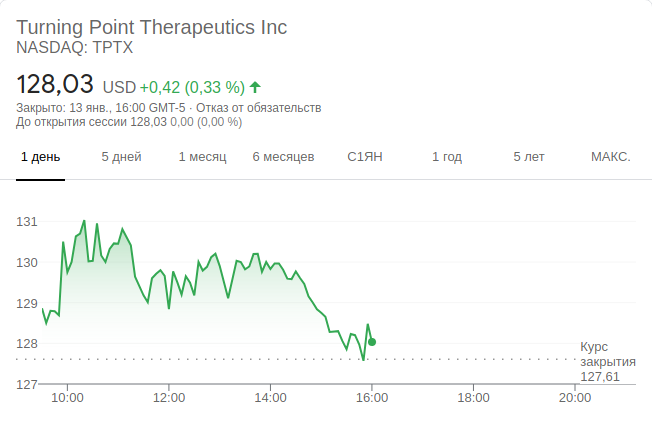 Turning Point Therapeutics Inc
NASDAQ: TPTX
128,03 USD +0,42 (0,33 %)
Закрыто: 13 янв., 16:00 GMT-5 · Отказ от обязательств
До открытия сессии 128,03 0,00 (0,00 %)
1 день 5 дней 1 месяц 6 месяцев С1ЯН 1 год 5 лет МАКС.
131
130
129
128
Курс
закрытия
127,61
127
10:00 12:00 14:00 16:00 18:00 20:00